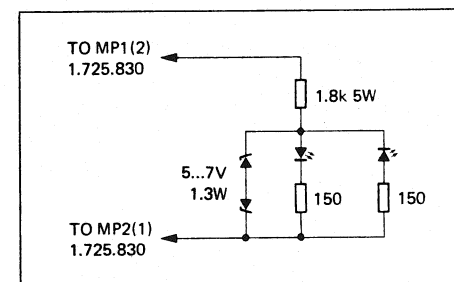 TO MP1(2)
1.725.830
1.8k 5W
5...7V
1.3W
150
150
TO MP2(1)
1.725.830